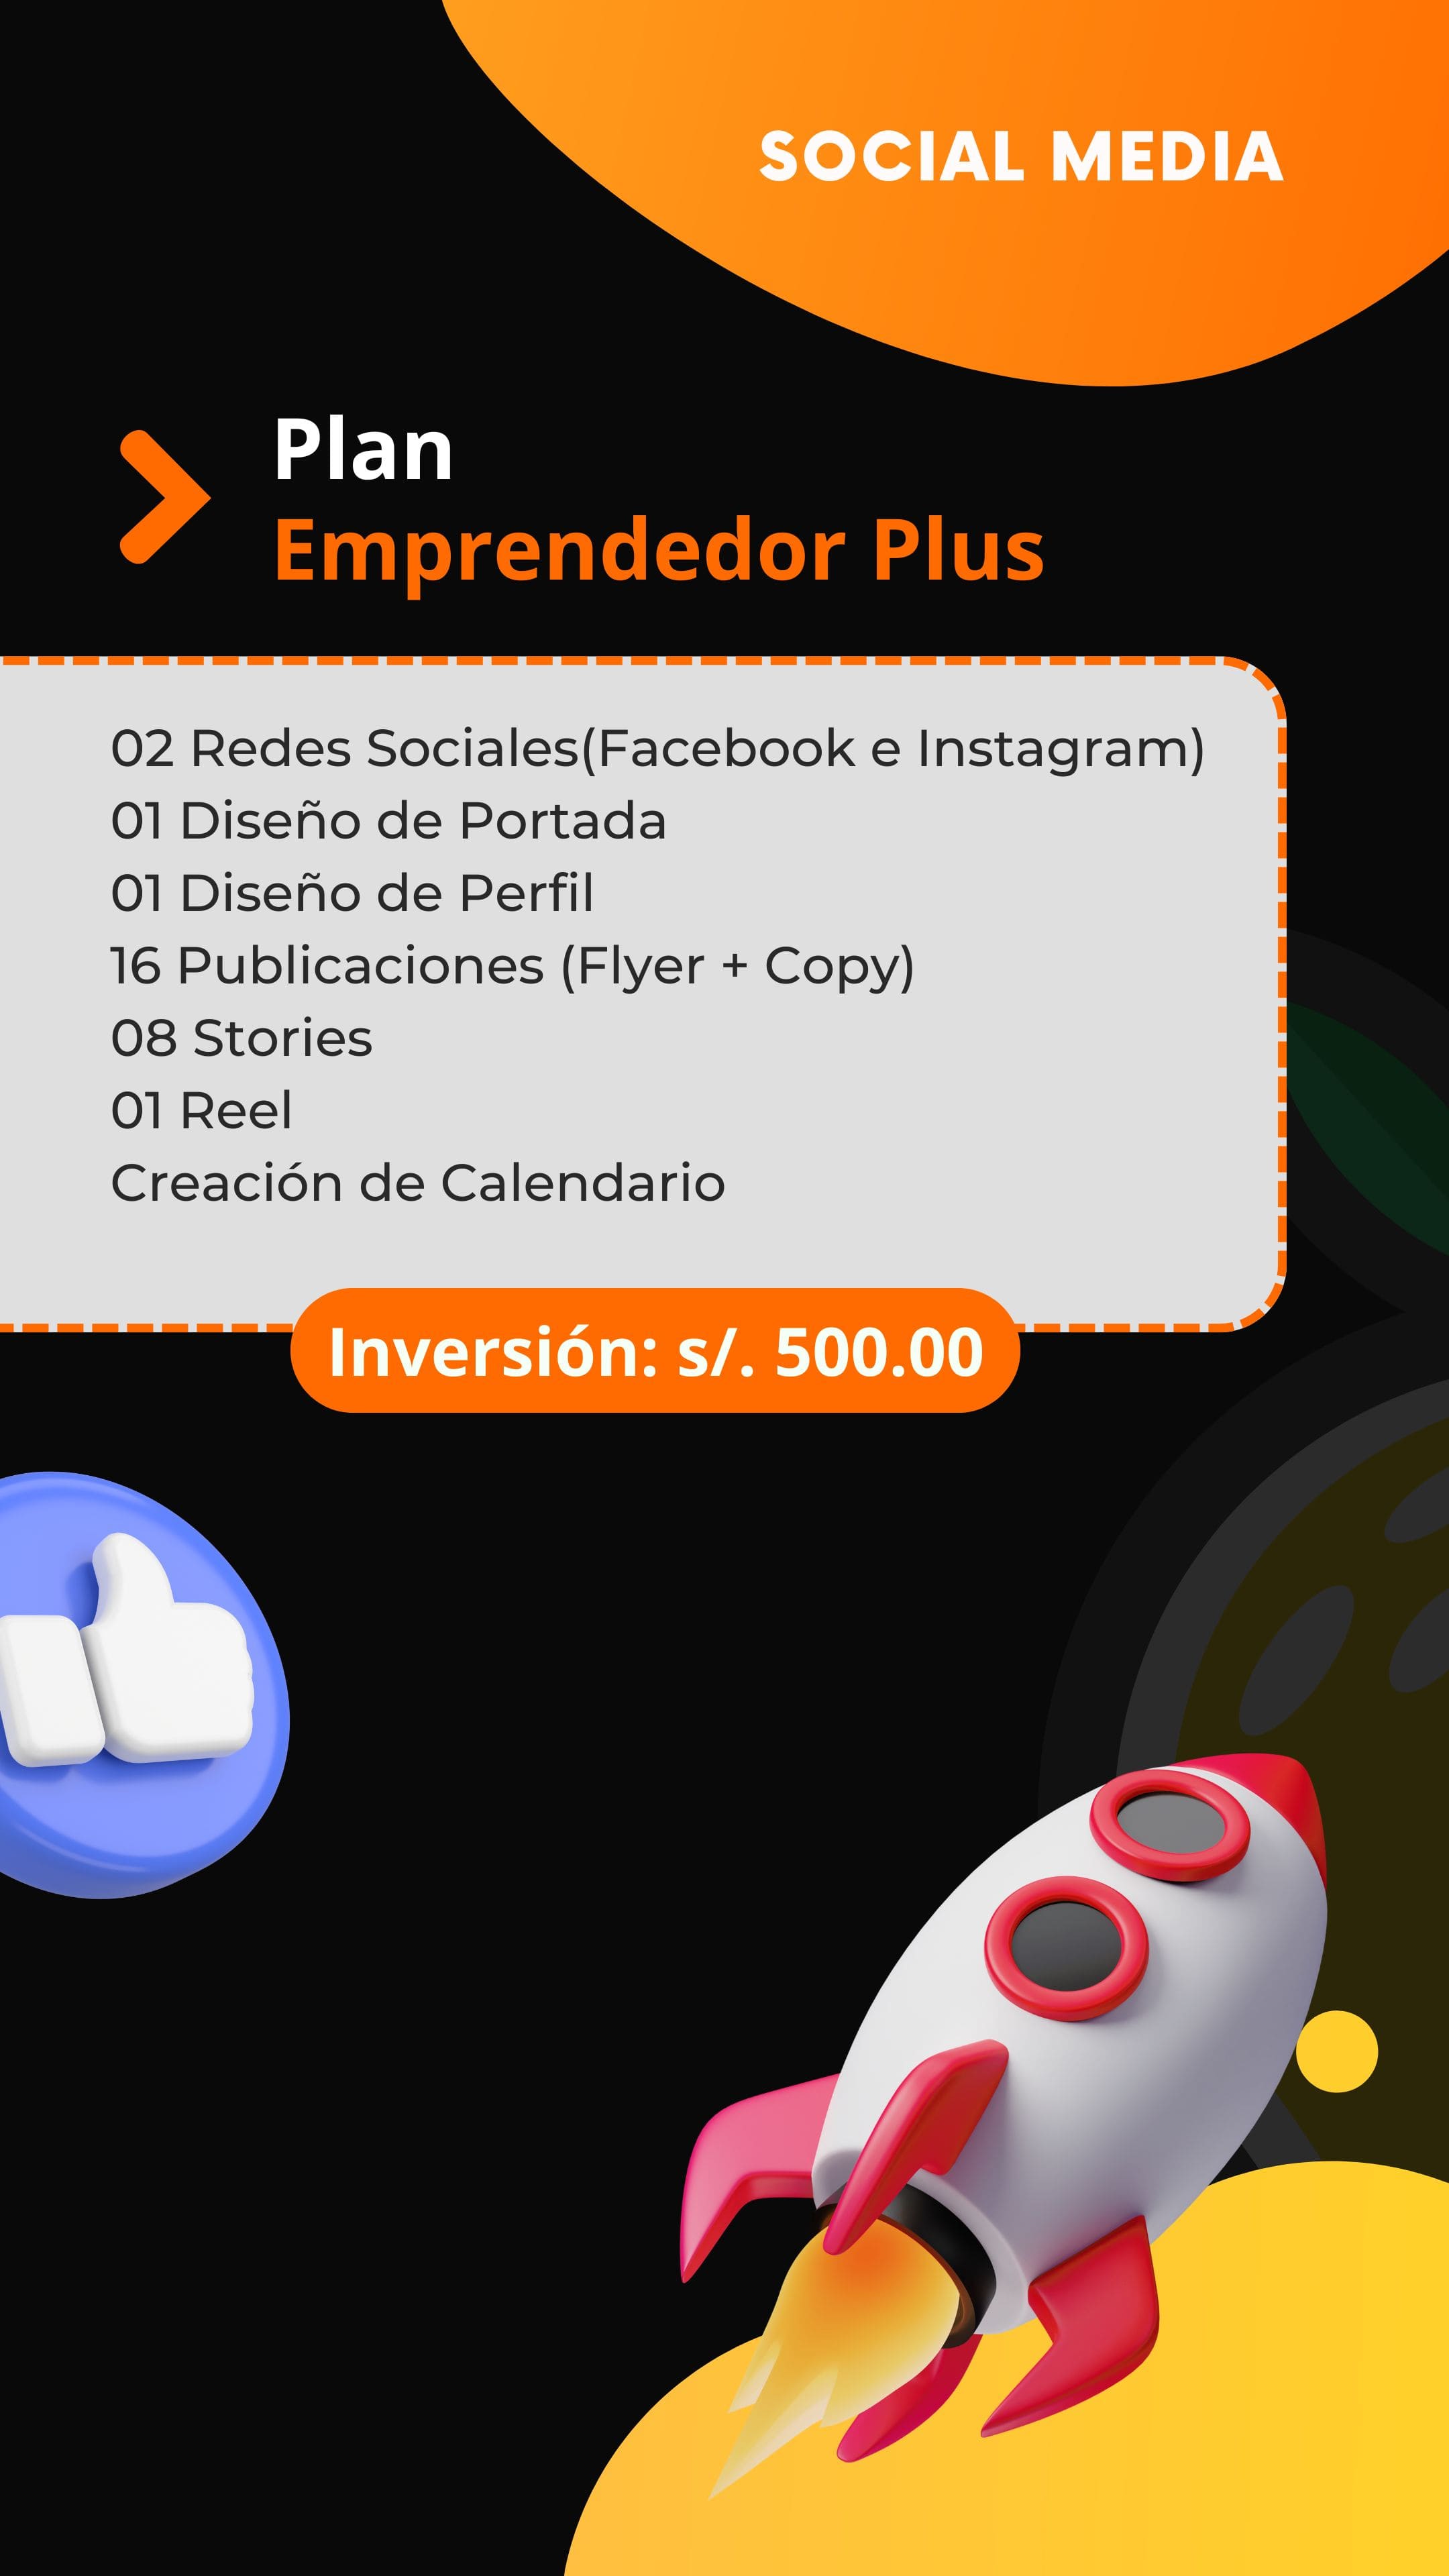 SOCIAL MEDIA
Plan
Emprendedor Plus
02 Redes Sociales(Facebook e Instagram)
01 Diseño de Portada
01 Diseño de Perfil
16 Publicaciones (Flyer + Copy)
08 Stories
01 Reel
Creación de Calendario
Inversión: s/. 500.00